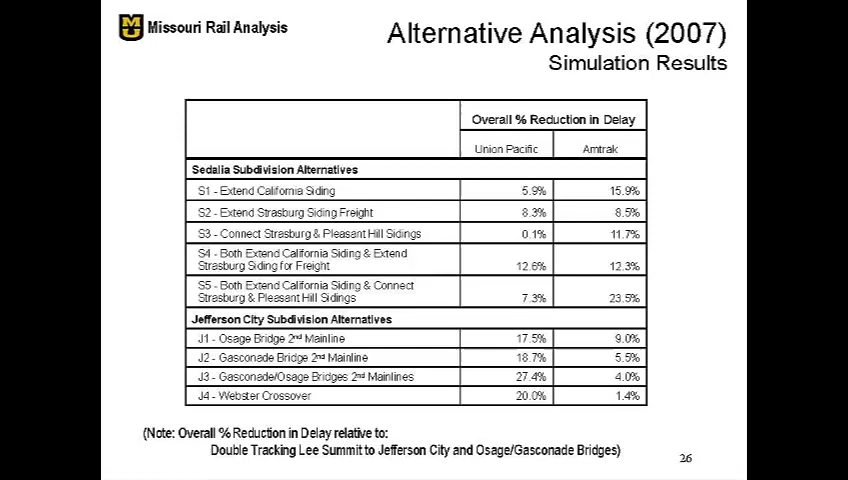 MU
Missouri Rail Analysis
Alternative Analysis (2007)
Simulation Results
Overall % Reduction in Delay
Union Pacific Amtrak
Sedalia Subdivision Alternatives
S1 - Extend California Siding 5.9% 15.9%
S2 - Extend Strasburg Siding Freight 8.3% 8.5%
S3 - Connect Strasburg & Pleasant Hill Sidings 0.1% 11.7%
S4 - Both Extend California Siding & Extend
Strasburg Siding for Freight 12.6% 12.3%
S5 - Both Extend California Siding & Connect
Strasburg & Pleasant Hill Sidings 7.3% 23.5%
Jefferson City Subdivision Alternatives
J1 - Osage Bridge 2nd Mainline 17.5% 9.0%
J2 - Gasconade Bridge 2nd Mainline 18.7% 5.5%
J3 - Gasconade/Osage Bridges 2nd Mainlines 27.4% 4.0%
J4 - Webster Crossover 20.0% 1.4%
(Note: Overall % Reduction in Delay relative to:
Double Tracking Lee Summit to Jefferson City and Osage/Gasconade Bridges)
26